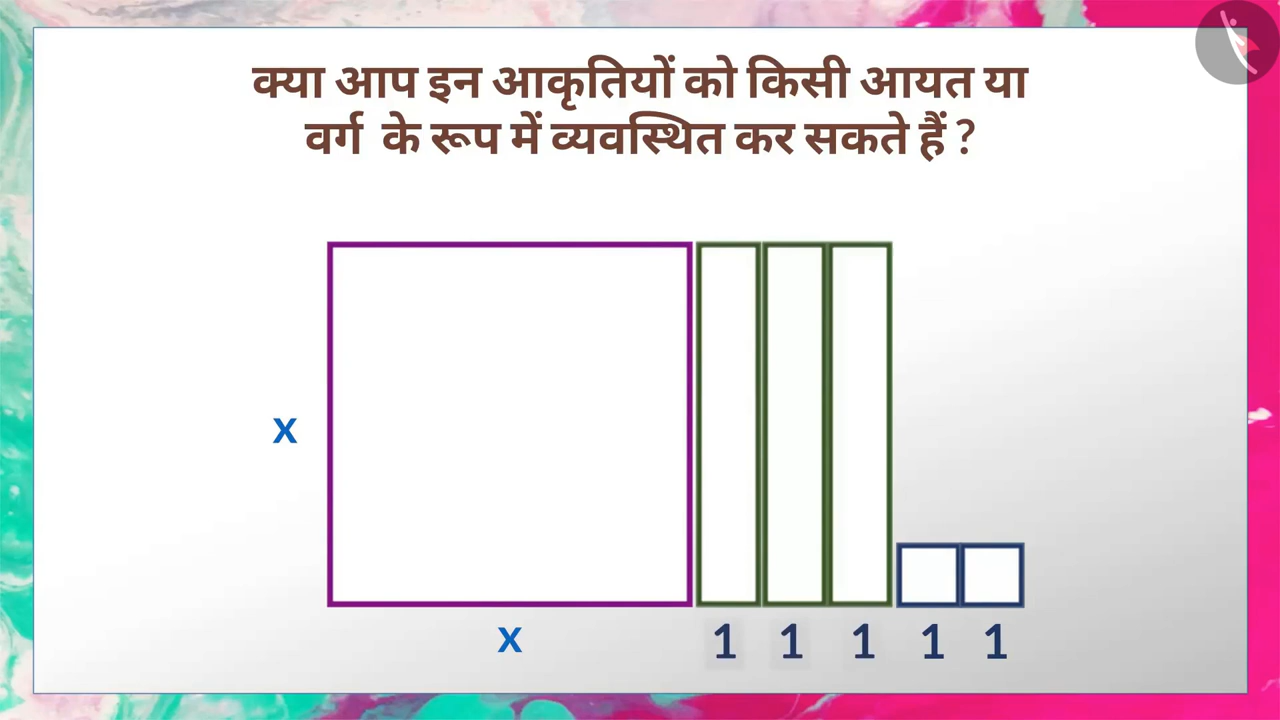 क्या आप इन आकृतियों को किसी आयत या
वर्ग के रूप में व्यवस्थित कर सकते हैं ?
x
x 1 1 1 1 1